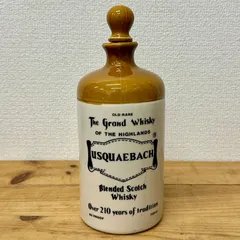 OLD-RARE
The Grand Whisky
OF THE HIGHLANDS
USQUAEBACH
Blended Scotch
Whisky
Over 210 years of tradition